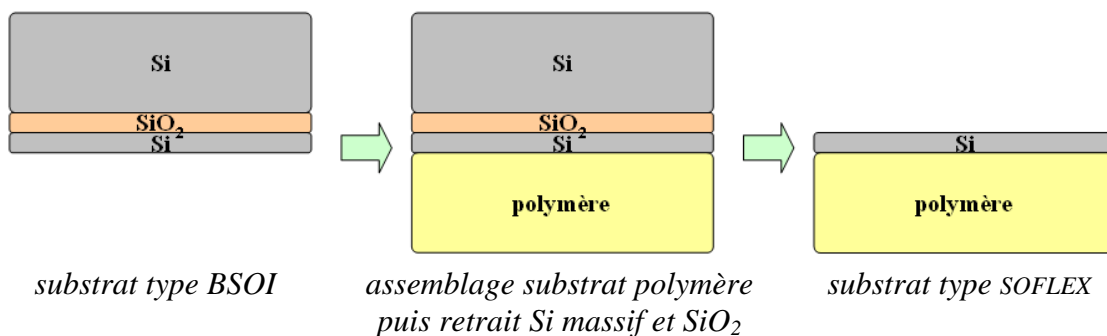 Si
SiO₂
Si
Si
SiO₂
Si
polymère
Si
polymère
substrat type BSOI
assemblage substrat polymère
puis retrait Si massif et SiO₂
substrat type SOFLEX